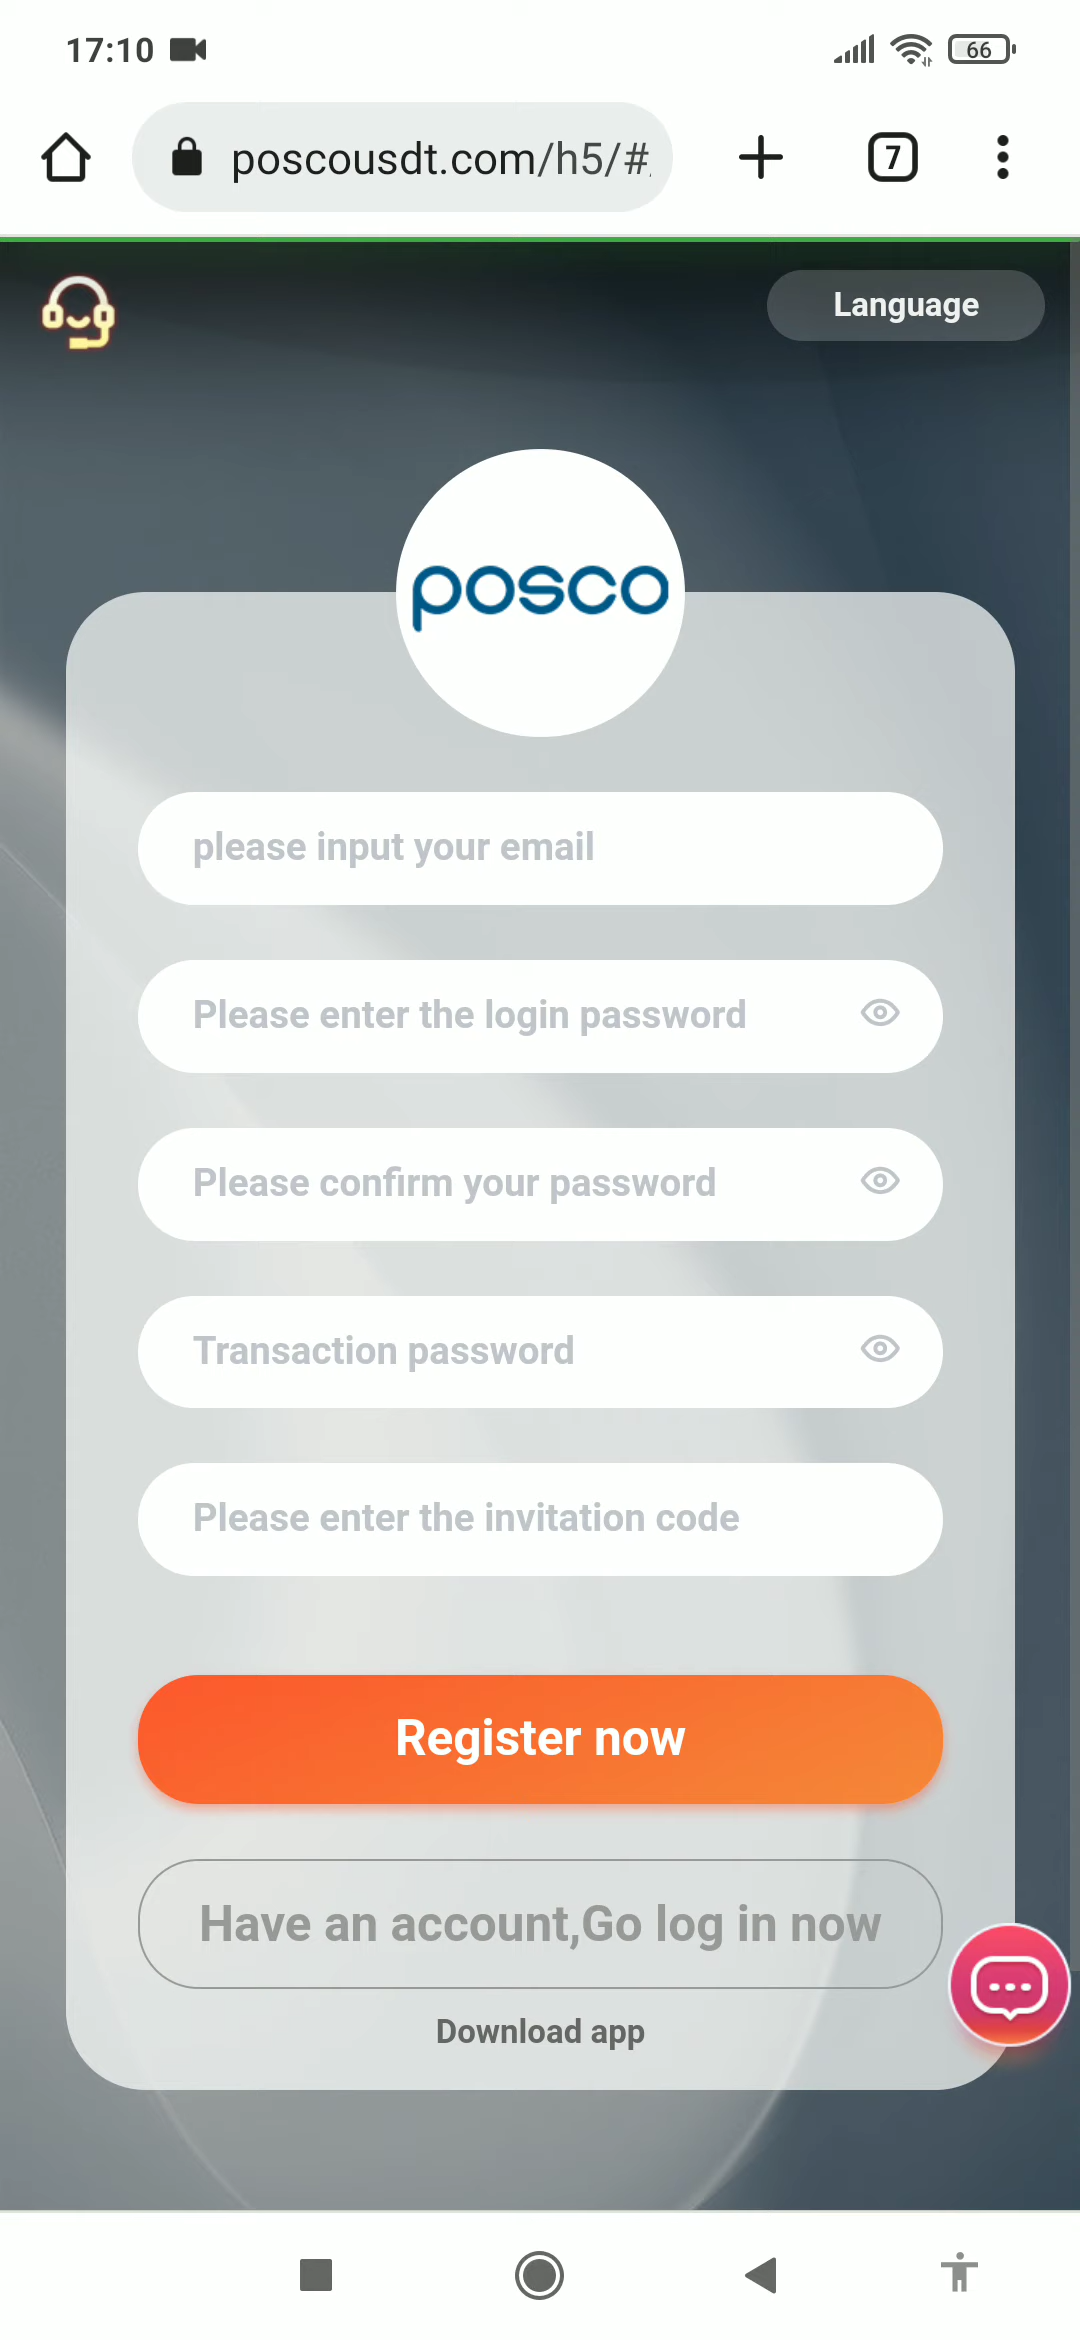 17:10
66
poscousdt.com/h5/#
7
Language
posco
please input your email
Please enter the login password
Please confirm your password
Transaction password
Please enter the invitation code
Register now
Have an account,Go log in now
Download app